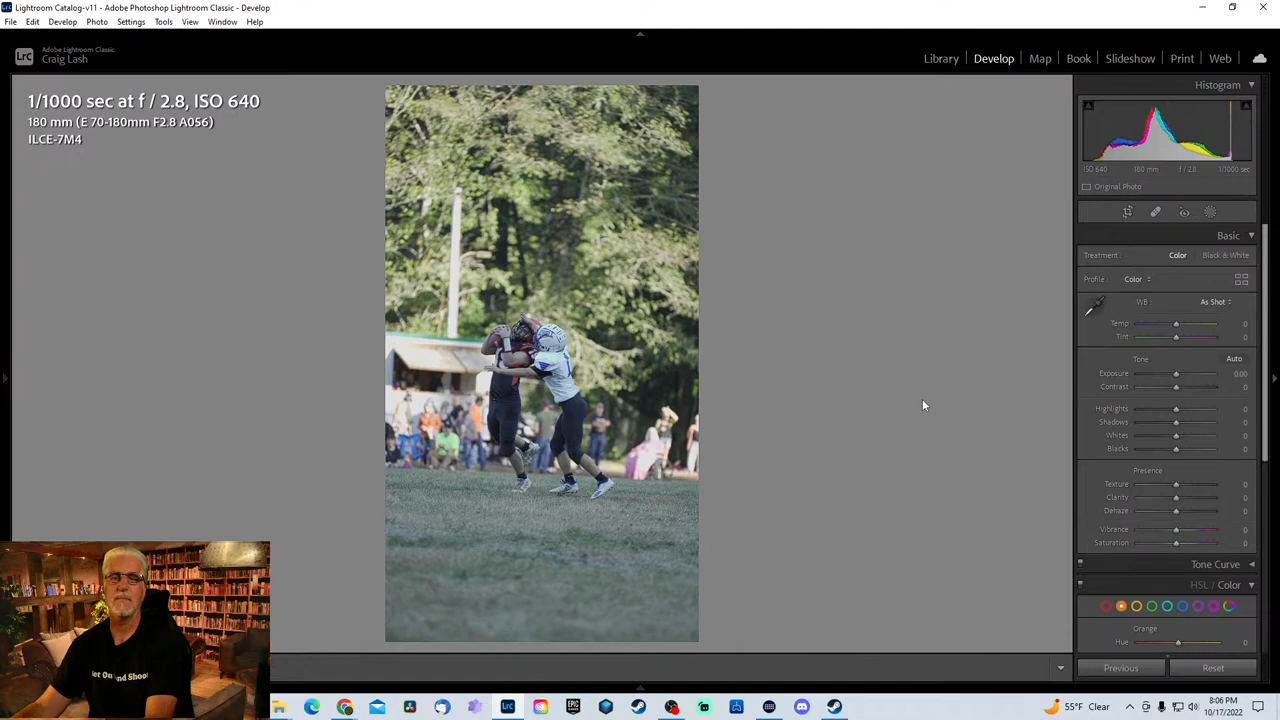 Lightroom Catalog-v11 - Adobe Photoshop Lightroom Classic - Develop
File Edit Develop Photo Settings Tools View Window Help
Lrc
Adobe Lightroom Classic
Craig Lash
Library Develop Map Book Slideshow Print Web
1/1000 sec at f / 2.8, ISO 640
180 mm (E 70-180mm F2.8 A056)
ILCE-7M4
Histogram
ISO 640 180 mm f / 2.8 1/1000 sec
Original Photo
Basic
Treatment: Color Black & White
Profile: Color
WB: As Shot
Temp 0
Tint 0
Tone Auto
Exposure 0.00
Contrast 0
Highlights 0
Shadows 0
Whites 0
Blacks 0
Presence
Texture 0
Clarity 0
Dehaze 0
Vibrance 0
Saturation 0
Tone Curve
HSL / Color
Orange
Hue 0
Previous Reset
nd Shoot
Lrc
EPIC GAMES
55°F Clear
8:06 PM
10/17/2022